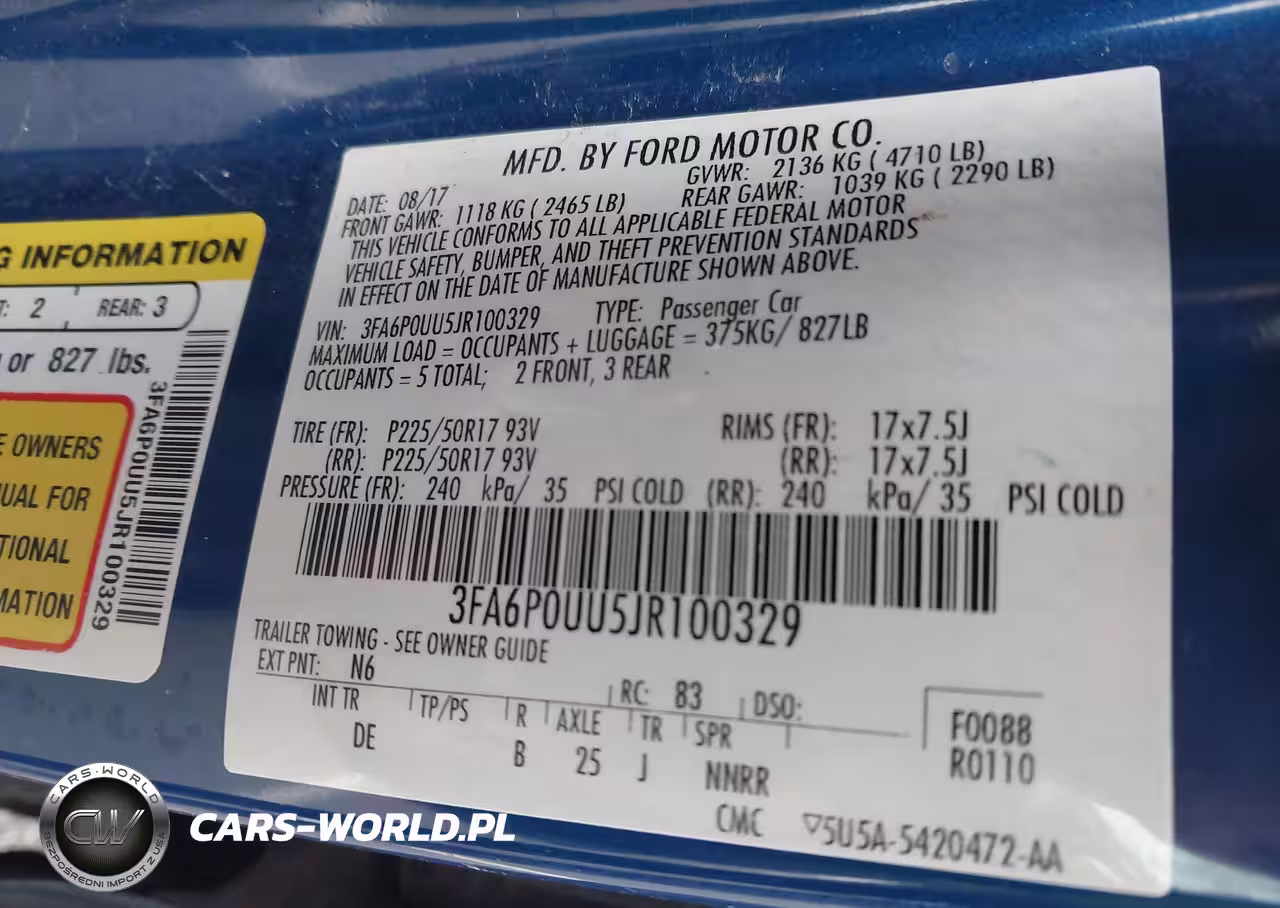 MFD. BY FORD MOTOR CO.
DATE: 08/17 GVWR: 2136 KG ( 4710 LB)
FRONT GAWR: 1118 KG ( 2465 LB) REAR GAWR: 1039 KG ( 2290 LB)
THIS VEHICLE CONFORMS TO ALL APPLICABLE FEDERAL MOTOR
VEHICLE SAFETY, BUMPER, AND THEFT PREVENTION STANDARDS
IN EFFECT ON THE DATE OF MANUFACTURE SHOWN ABOVE.
VIN: 3FA6P0UU5JR100329 TYPE: Passenger Car
MAXIMUM LOAD = OCCUPANTS + LUGGAGE = 375KG/ 827LB
OCCUPANTS = 5 TOTAL; 2 FRONT, 3 REAR
TIRE (FR): P225/50R17 93V RIMS (FR): 17x7.5J
(RR): P225/50R17 93V (RR): 17x7.5J
PRESSURE (FR): 240 kPa/ 35 PSI COLD (RR): 240 kPa/ 35 PSI COLD
3FA6P0UU5JR100329
TRAILER TOWING - SEE OWNER GUIDE
EXT PNT: N6 RC: 83 DSO:
INT TR TP/PS R AXLE TR SPR F0088
DE B 25 J NNRR R0110
CMC ▽5U5A-5420472-AA
G INFORMATION
T: 2 REAR: 3
or 827 lbs.
3FA6P0UU5JR100329
E OWNERS
UAL FOR
TIONAL
MATION
CARS-WORLD
CW
BEZPOŚREDNI IMPORT Z USA
CARS-WORLD.PL